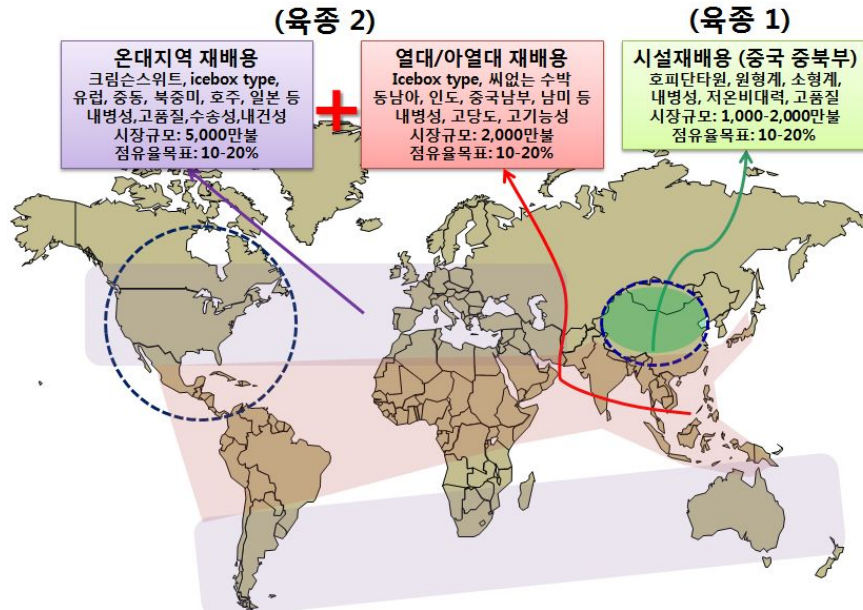 (육종 2)
(육종 1)
온대지역 재배용
크림슨스위트, icebox type,
유럽, 중동, 북중미, 호주, 일본 등
내병성,고품질,수송성,내건성
시장규모: 5,000만불
점유율목표: 10-20%
+
열대/아열대 재배용
Icebox type, 씨없는 수박
동남아, 인도, 중국남부, 남미 등
내병성, 고당도, 고기능성
시장규모: 2,000만불
점유율목표: 10-20%
시설재배용 (중국 중북부)
호피단타원, 원형계, 소형계,
내병성, 저온비대력, 고품질
시장규모: 1,000-2,000만불
점유율목표: 10-20%